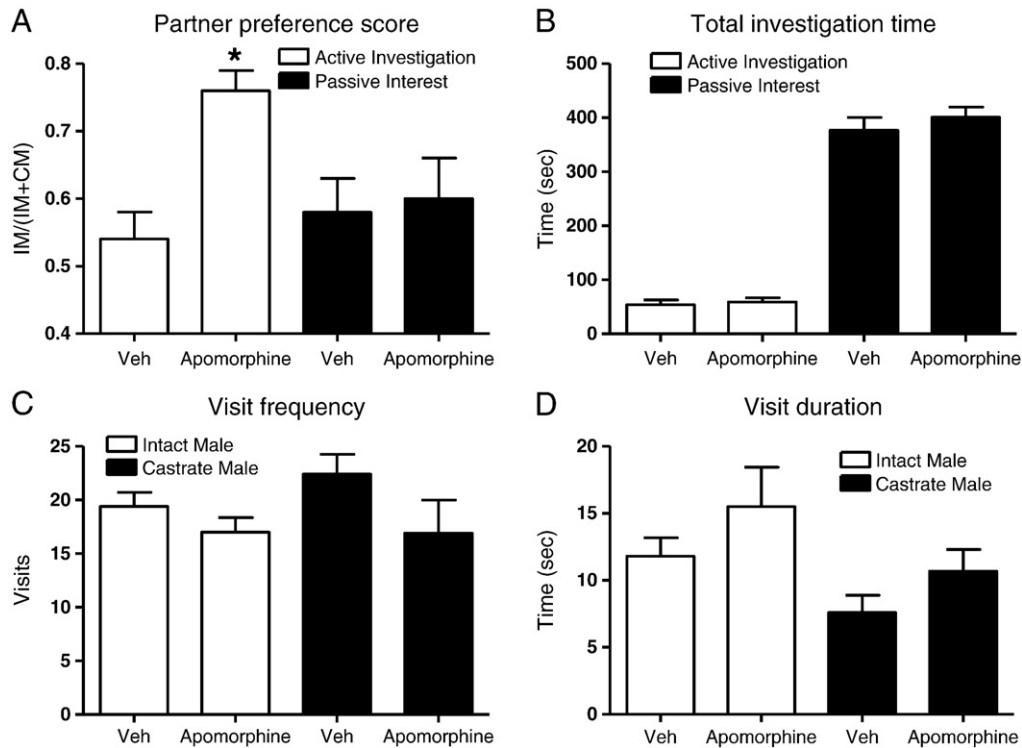 A
Partner preference score
*
Active Investigation
Passive Interest
0.8
0.7
0.6
0.5
0.4
IM/(IM+CM)
Veh Apomorphine Veh Apomorphine
B
Total investigation time
Active Investigation
Passive Interest
500
400
300
200
100
0
Time (sec)
Veh Apomorphine Veh Apomorphine
C
Visit frequency
Intact Male
Castrate Male
25
20
15
10
5
0
Visits
Veh Apomorphine Veh Apomorphine
D
Visit duration
Intact Male
Castrate Male
20
15
10
5
0
Time (sec)
Veh Apomorphine Veh Apomorphine